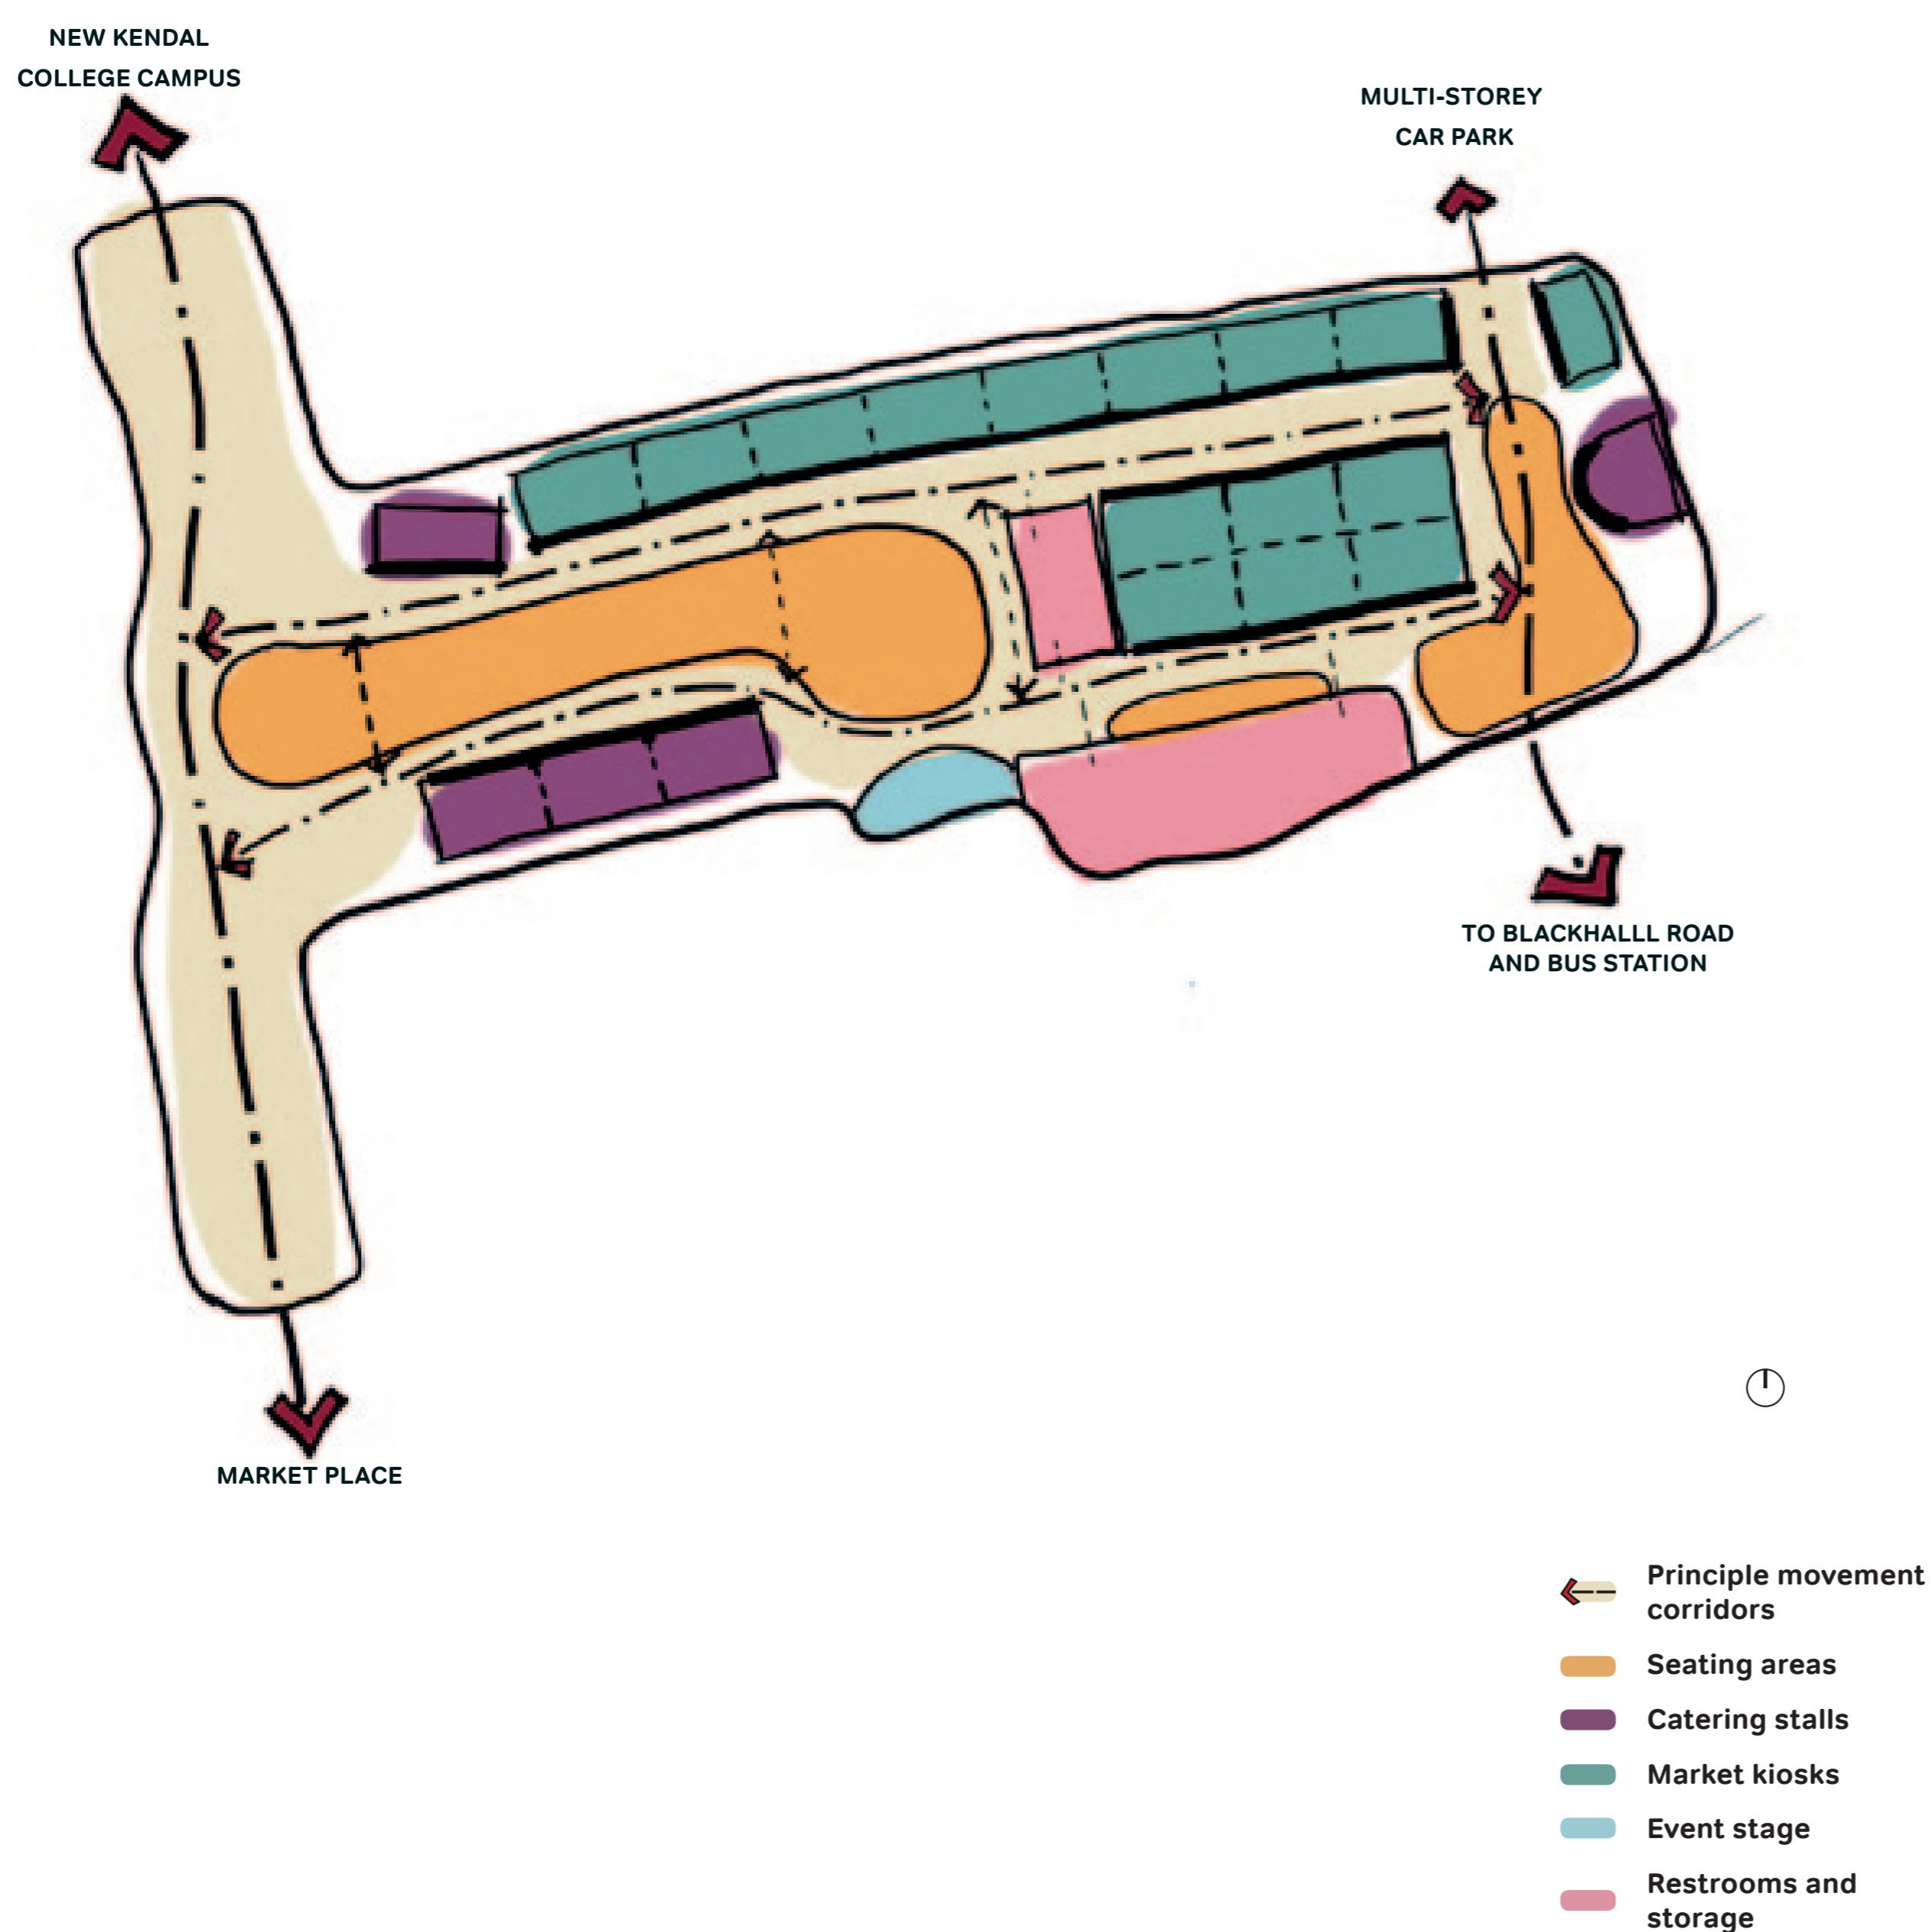 NEW KENDAL
COLLEGE CAMPUS
MULTI-STOREY
CAR PARK
TO BLACKHALLL ROAD
AND BUS STATION
MARKET PLACE
Principle movement
corridors
Seating areas
Catering stalls
Market kiosks
Event stage
Restrooms and
storage